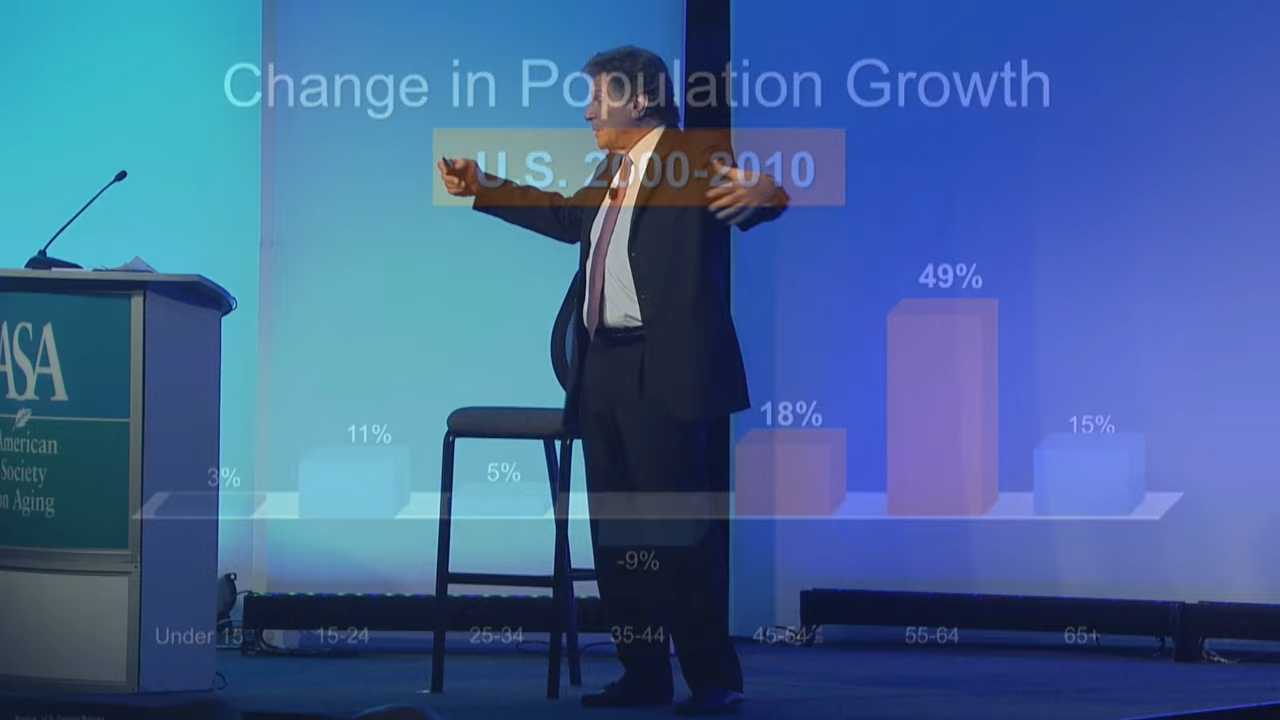 Change in Population Growth
U.S. 2000-2010
49%
18%
15%
11%
5%
3%
-9%
Under 15 15-24 25-34 35-44 45-54 55-64 65+
ASA
American
Society
on Aging